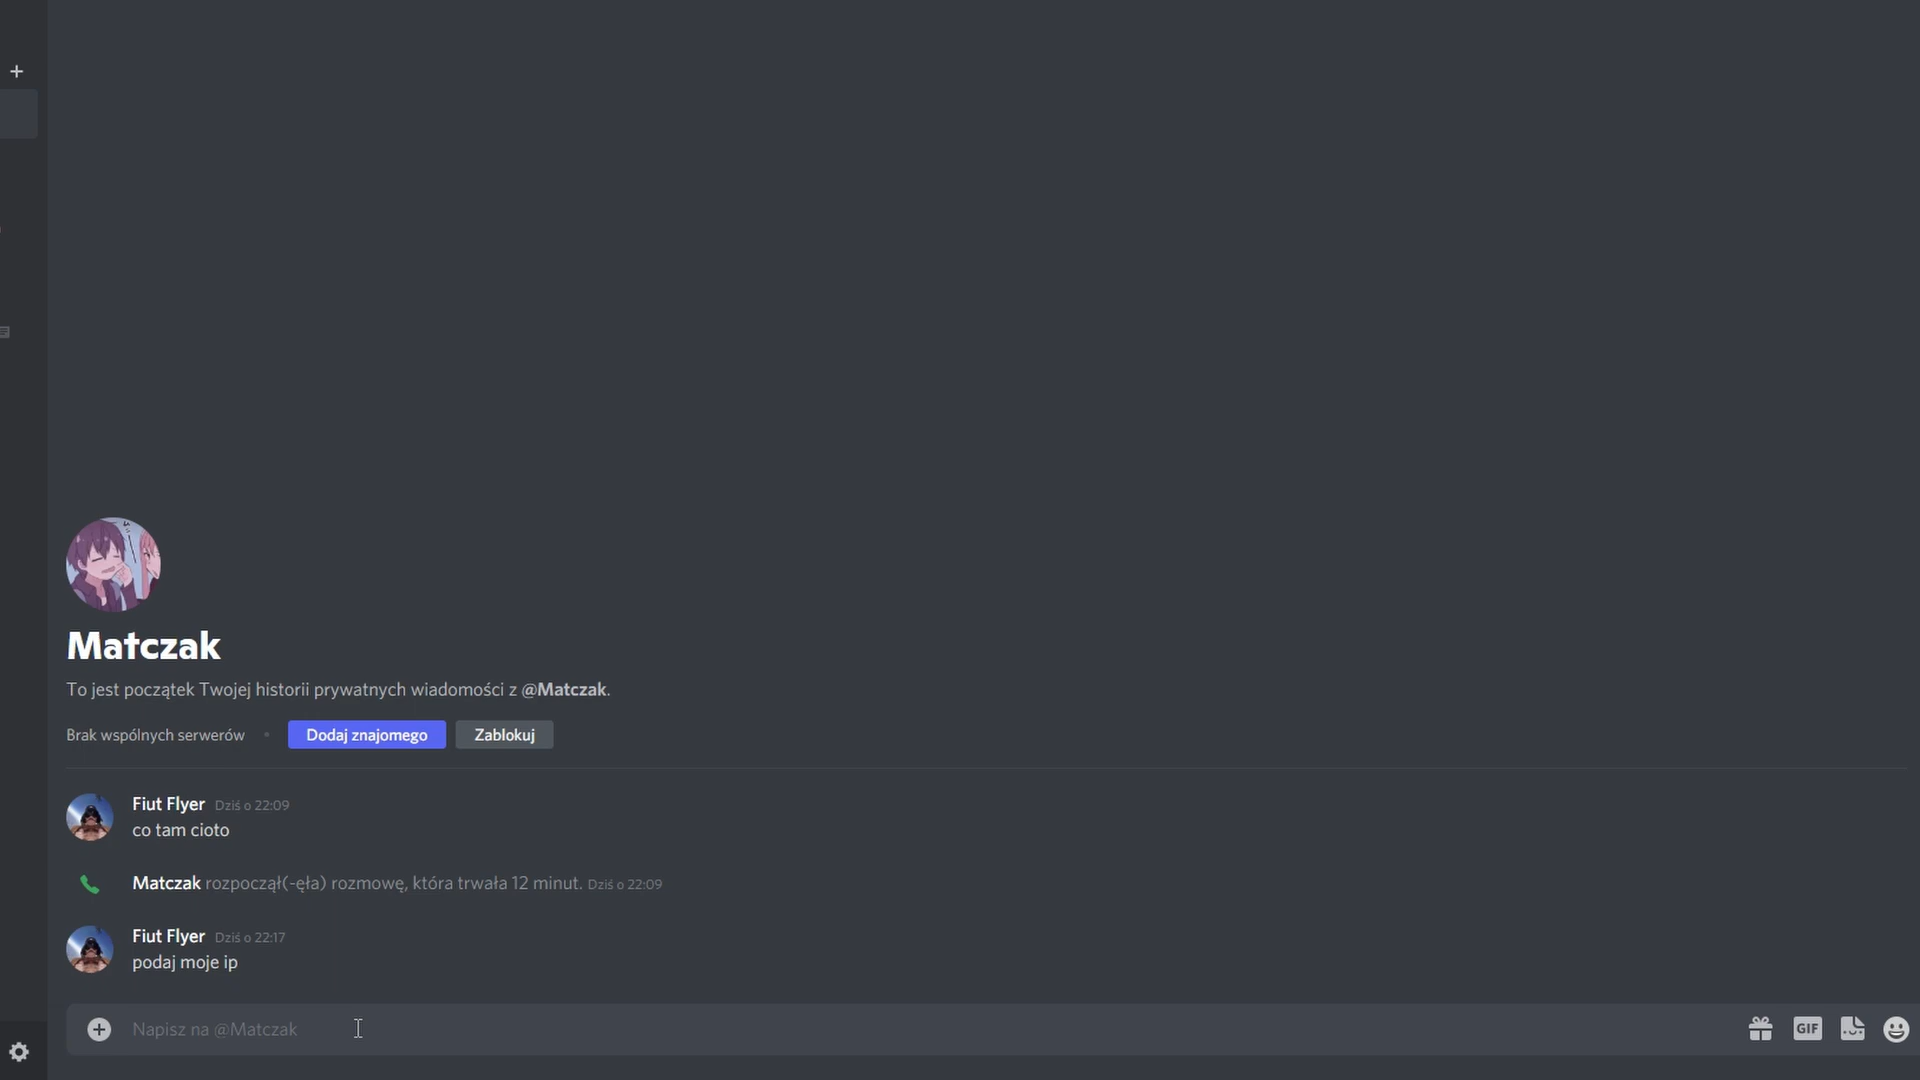 Matczak
To jest początek Twojej historii prywatnych wiadomości z @Matczak.
Brak wspólnych serwerów • Dodaj znajomego Zablokuj
Fiut Flyer Dziś o 22:09
co tam cioto
Matczak rozpoczął(-ęła) rozmowę, która trwała 12 minut. Dziś o 22:09
Fiut Flyer Dziś o 22:17
podaj moje ip
Napisz na @Matczak
GIF